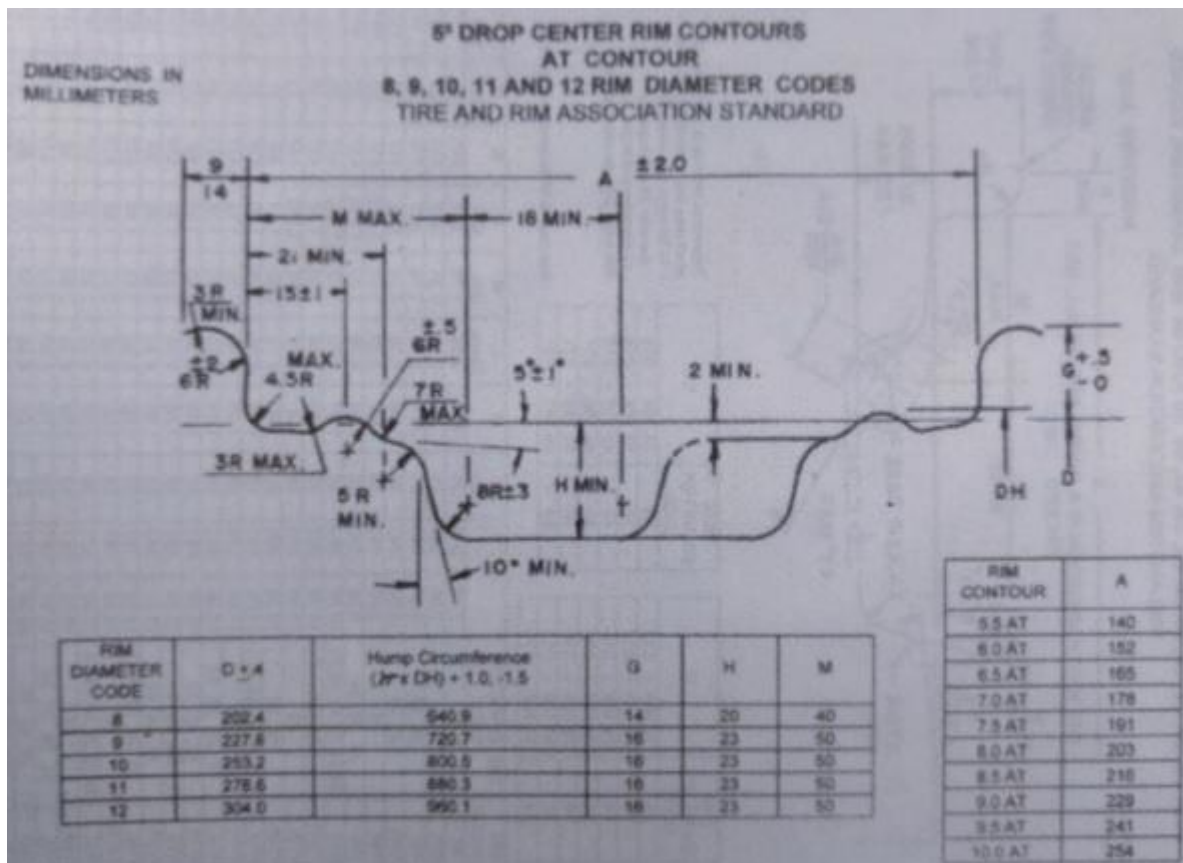 5° DROP CENTER RIM CONTOURS
AT CONTOUR
8, 9, 10, 11 AND 12 RIM DIAMETER CODES
TIRE AND RIM ASSOCIATION STANDARD
DIMENSIONS IN
MILLIMETERS
9
14
A
±2.0
M MAX.
18 MIN.
21 MIN.
15±1
3R
MIN.
±2
6R
MAX.
4.5R
±.5
6R
7R
MAX
5°±1°
2 MIN.
G +.5
-0
3R MAX.
5R
MIN.
8R±3
H MIN.
DH
D
10° MIN.
RIM
CONTOUR
A
5.5 AT 140
6.0 AT 152
6.5 AT 165
7.0 AT 178
7.5 AT 191
8.0 AT 203
8.5 AT 216
9.0 AT 229
9.5 AT 241
10.0 AT 254
RIM
DIAMETER
CODE
D ± .4
Hump Circumference
(π x DH) + 1.0, -1.5
G H M
8 202.4 640.9 14 20 40
9 227.8 720.7 16 23 50
10 253.2 800.5 16 23 50
11 278.6 880.3 16 23 50
12 304.0 960.1 16 23 50